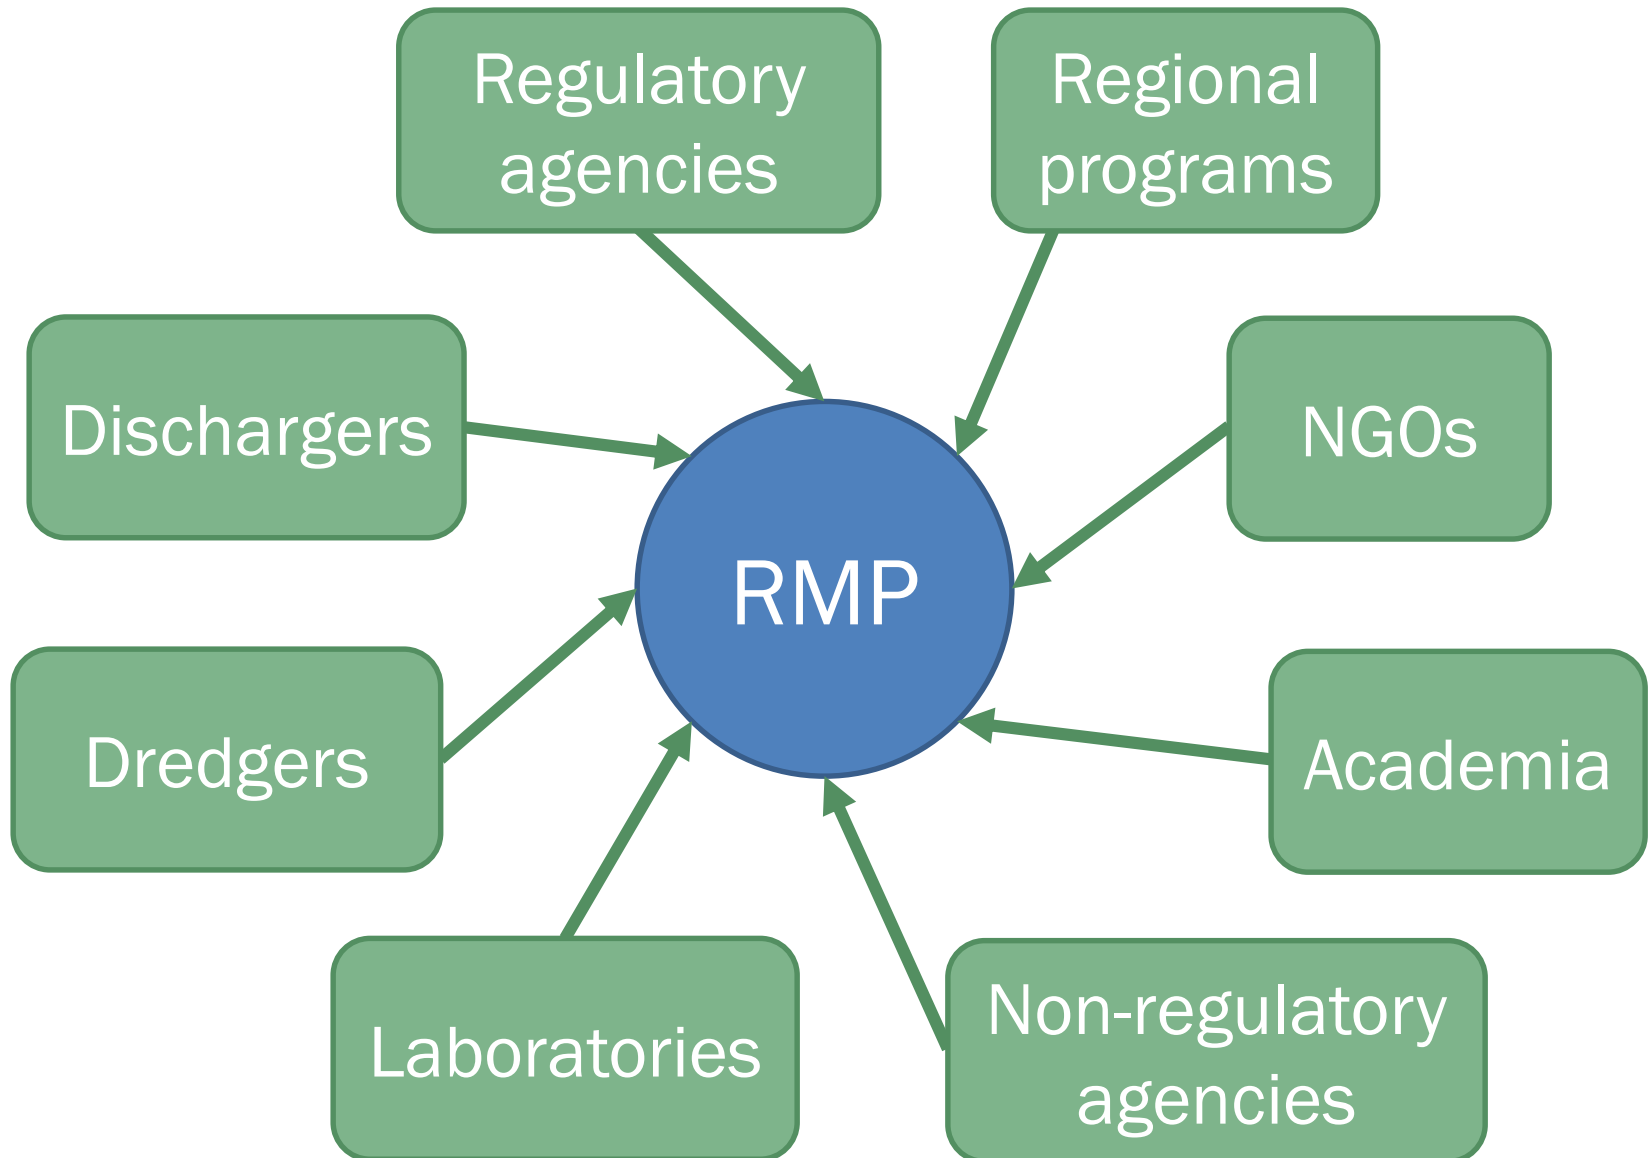 Regulatory
agencies
Regional
programs
Dischargers
NGOs
RMP
Dredgers
Academia
Laboratories
Non-regulatory
agencies